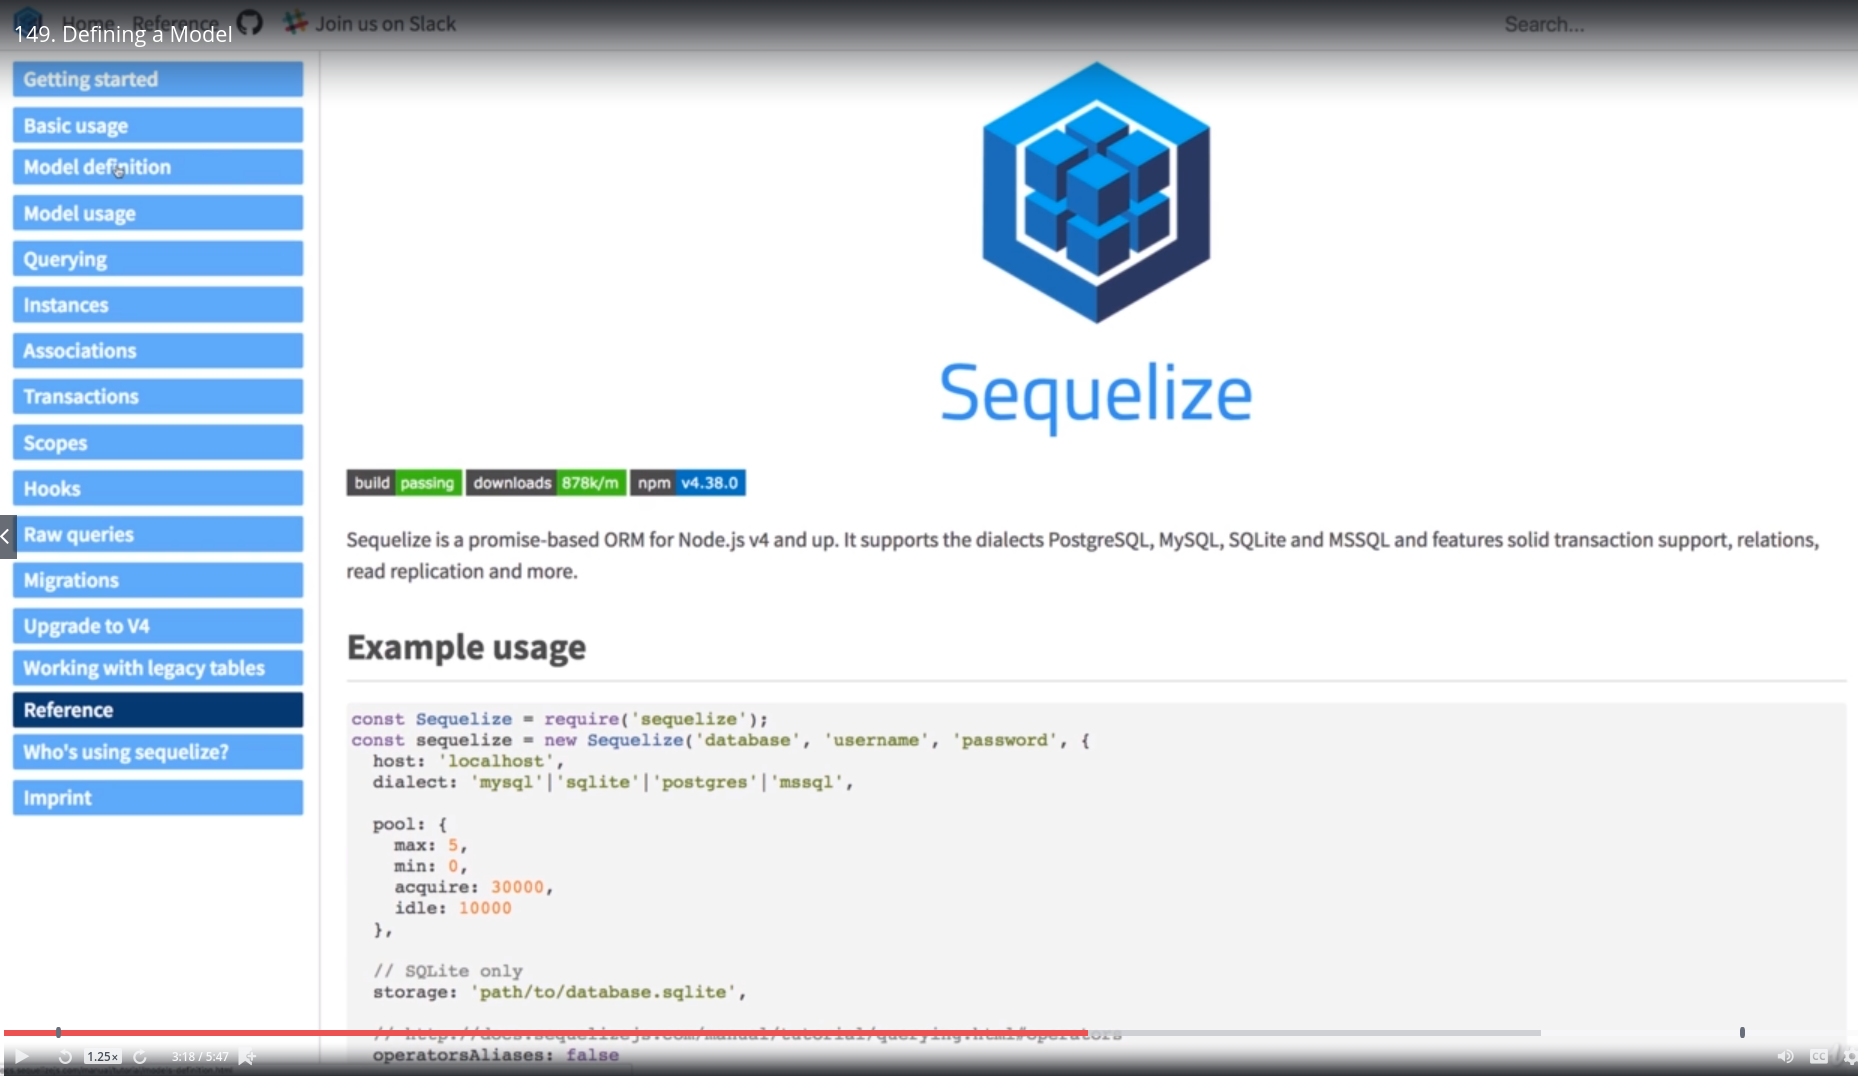 Home Reference Join us on Slack Search...
149. Defining a Model
Getting started
Basic usage
Model definition
Model usage
Querying
Instances
Associations
Transactions
Scopes
Hooks
Raw queries
Migrations
Upgrade to V4
Working with legacy tables
Reference
Who's using sequelize?
Imprint
Sequelize
build passing downloads 878k/m npm v4.38.0
Sequelize is a promise-based ORM for Node.js v4 and up. It supports the dialects PostgreSQL, MySQL, SQLite and MSSQL and features solid transaction support, relations,
read replication and more.
Example usage
const Sequelize = require('sequelize');
const sequelize = new Sequelize('database', 'username', 'password', {
host: 'localhost',
dialect: 'mysql'|'sqlite'|'postgres'|'mssql',
pool: {
max: 5,
min: 0,
acquire: 30000,
idle: 10000
},
// SQLite only
storage: 'path/to/database.sqlite',
// http://docs.sequelizejs.com/manual/tutorial/querying.html#operators
operatorsAliases: false
1.25× 3:18 / 5:47 CC